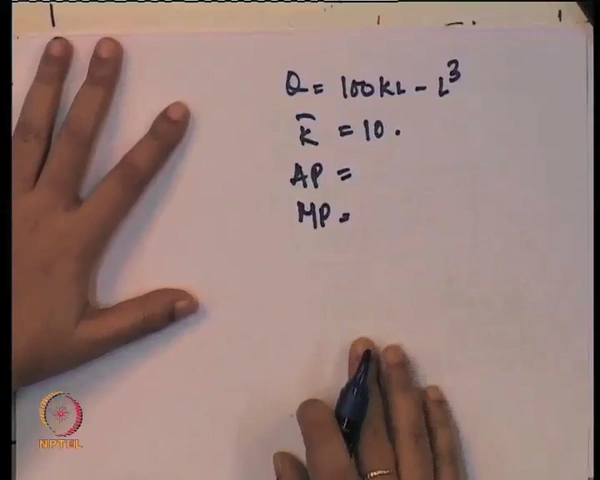 Q = 100KL - L³
K̄ = 10.
AP =
MP =
NPTEL